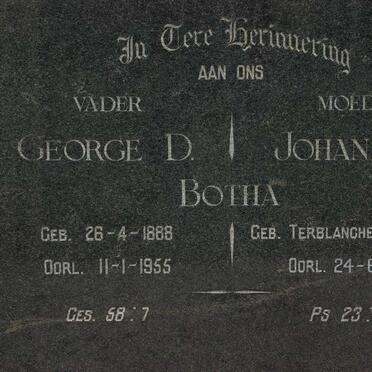 In Tere Herinnering
AAN ONS
VADER MOED
GEORGE D. JOHAN
BOTHA
GEB. 26-4-1888 GEB. TERBLANCHE
OORL. 11-1-1955 OORL. 24-
GES. 68:7 PS 23: